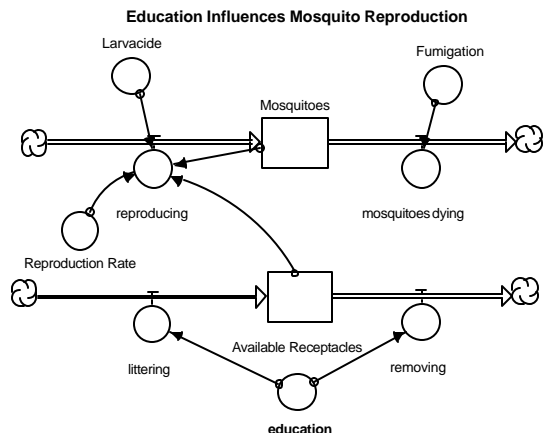 Education Influences Mosquito Reproduction
Larvacide
Fumigation
Mosquitoes
reproducing
mosquitoes dying
Reproduction Rate
Available Receptacles
littering
removing
education